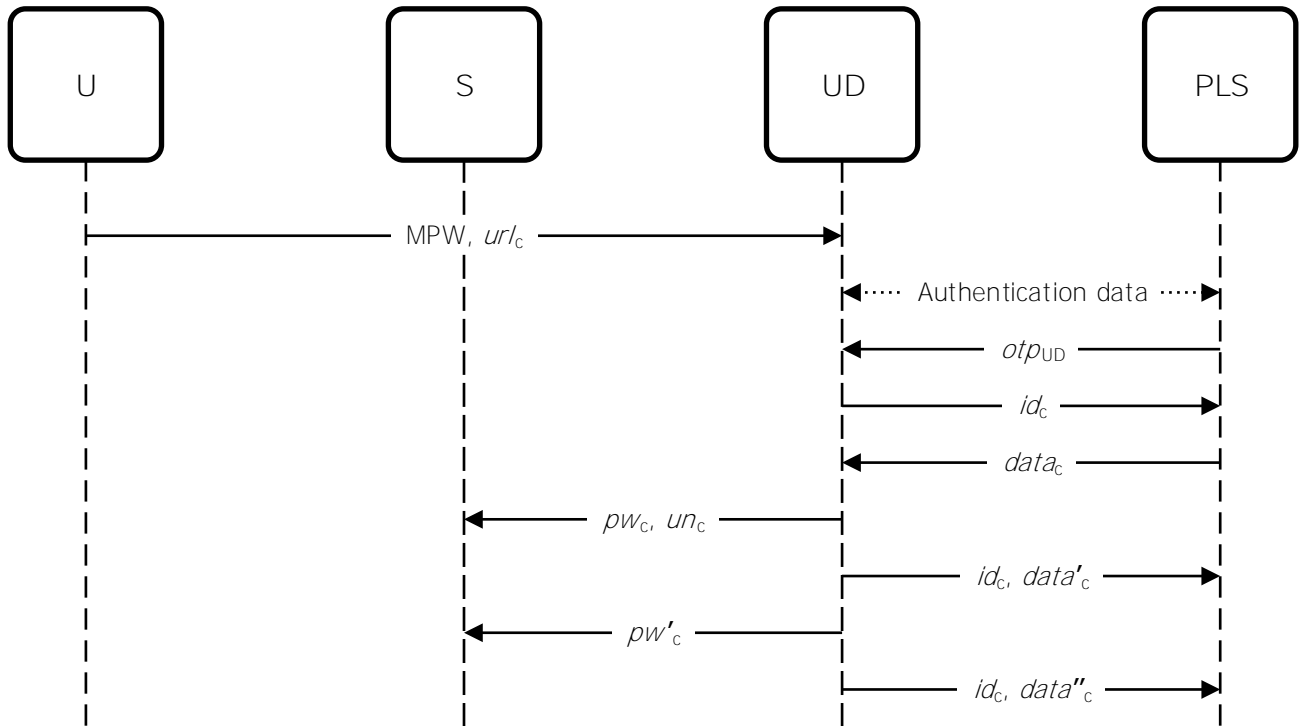 U
S
UD
PLS
MPW, url_c
Authentication data
otp_UD
id_c
data_c
pw_c, un_c
id_c, data′_c
pw′_c
id_c, data″_c